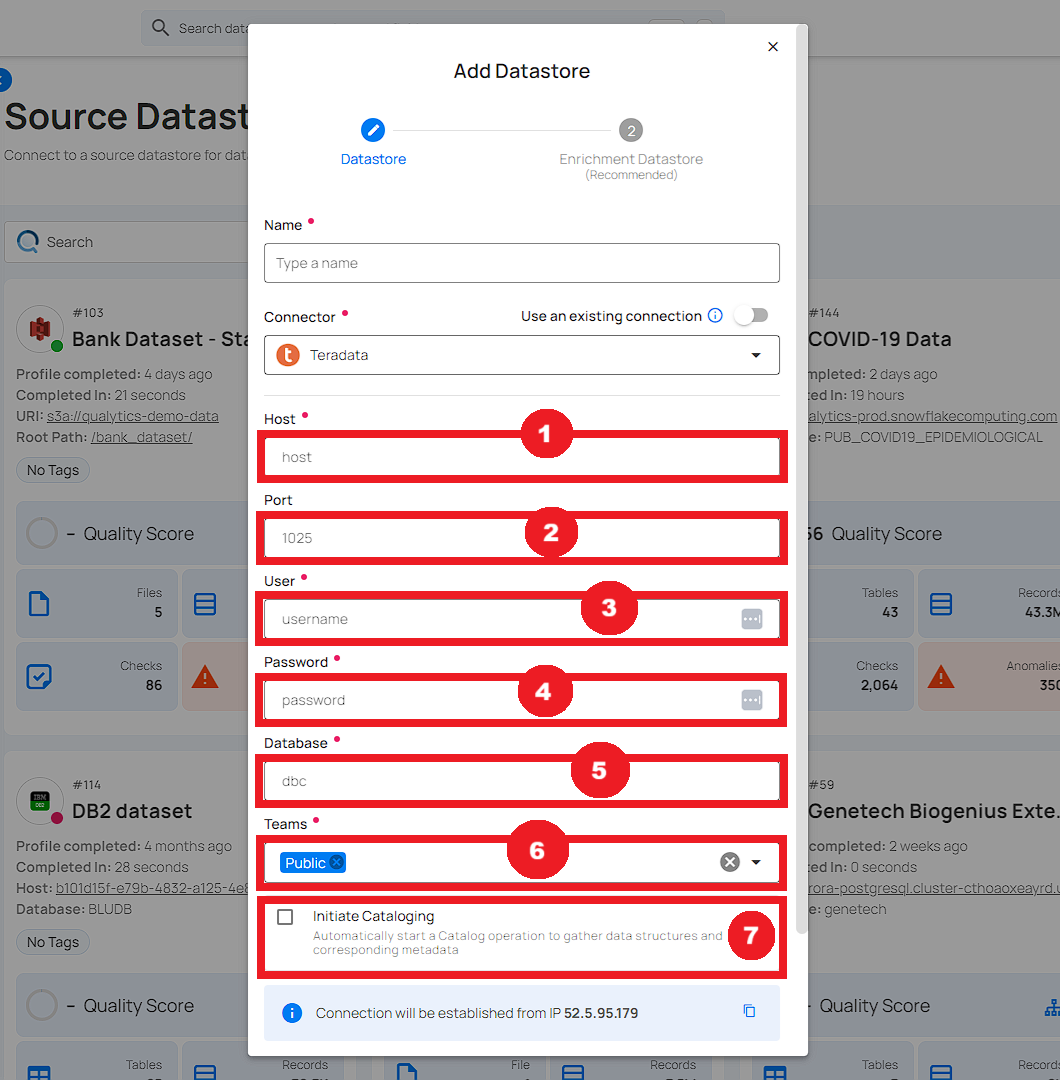 Search data
Add Datastore
Source Datast
Connect to a source datastore for dat
2
Datastore
Enrichment Datastore
(Recommended)
Name
Search
Type a name
#103
Bank Dataset - Sta
Profile completed: 4 days ago
Completed In: 21 seconds
URI: s3a://qualytics-demo-data
Root Path: /bank_dataset/
No Tags
– Quality Score
Files
5
Checks
86
Connector
Use an existing connection
Teradata
Host
1
host
Port
2
1025
User
3
username
Password
4
password
Database
5
dbc
Teams
6
Public
Initiate Cataloging
Automatically start a Catalog operation to gather data structures and
corresponding metadata
7
Connection will be established from IP 52.5.95.179
#144
COVID-19 Data
mpleted: 2 days ago
ed In: 19 hours
alytics-prod.snowflakecomputing.com
e: PUB_COVID19_EPIDEMIOLOGICAL
56 Quality Score
Tables
43
Records
43.3M
Checks
2,064
Anomalies
350
#114
IBM
DB2
DB2 dataset
Profile completed: 4 months ago
Completed In: 28 seconds
Host: b101d15f-e79b-4832-a125-4e8
Database: BLUDB
No Tags
– Quality Score
Tables
Records
File
Records
#59
Genetech Biogenius Exte...
completed: 2 weeks ago
ed In: 0 seconds
rora-postgresql.cluster-cthoaoxeayrd.u
e: genetech
Quality Score
Tables
Records